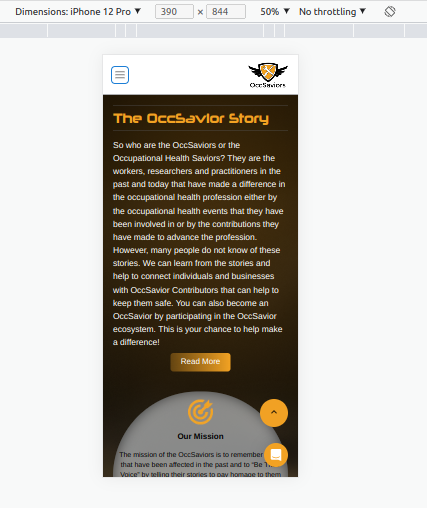 Dimensions: iPhone 12 Pro ▼ 390 × 844 50% ▼ No throttling ▼
OccSaviors
The OccSavior Story
So who are the OccSaviors or the
Occupational Health Saviors? They are the
workers, researchers and practitioners in the
past and today that have made a difference in
the occupational health profession either by
the occupational health events that they have
been involved in or by the contributions they
have made to advance the profession.
However, many people do not know of these
stories. We can learn from the stories and
help to connect individuals and businesses
with OccSavior Contributors that can help to
keep them safe. You can also become an
OccSavior by participating in the OccSavior
ecosystem. This is your chance to help make
a difference!
Read More
Our Mission
The mission of the OccSaviors is to remember
that have been affected in the past and to "Be
Voice" by telling their stories to pay homage to them